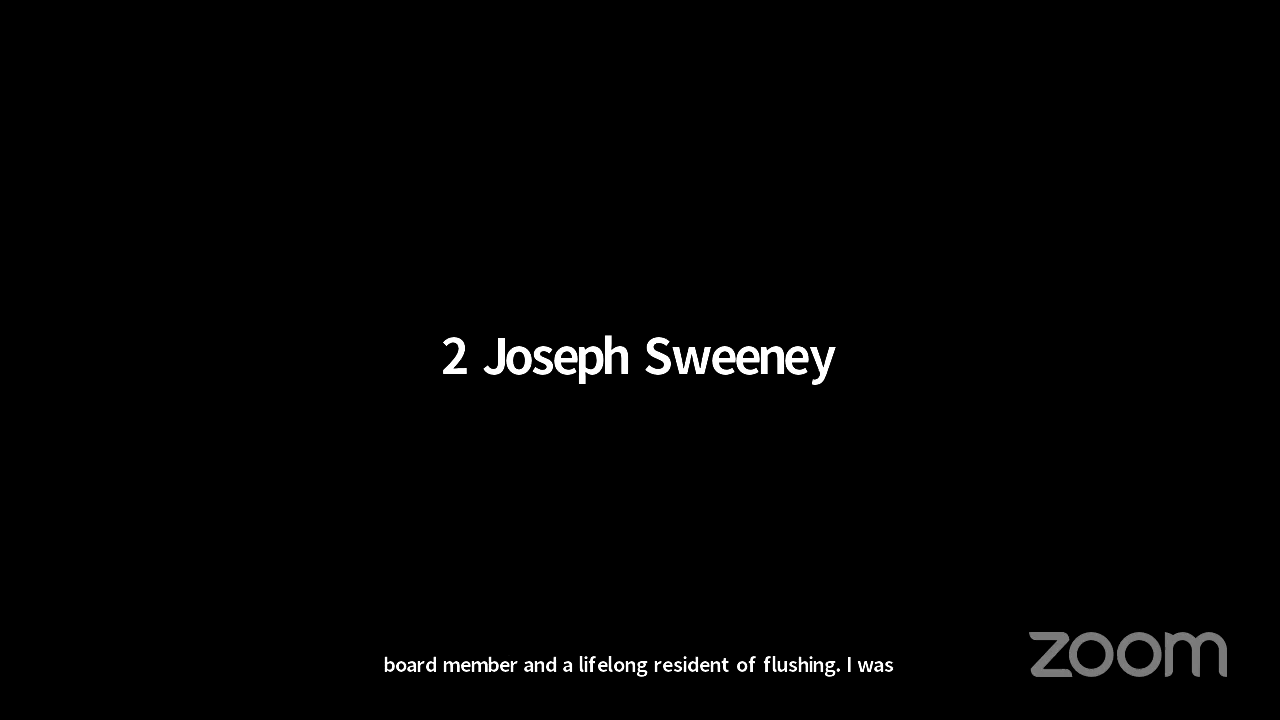 2 Joseph Sweeney
board member and a lifelong resident of flushing. I was
zoom